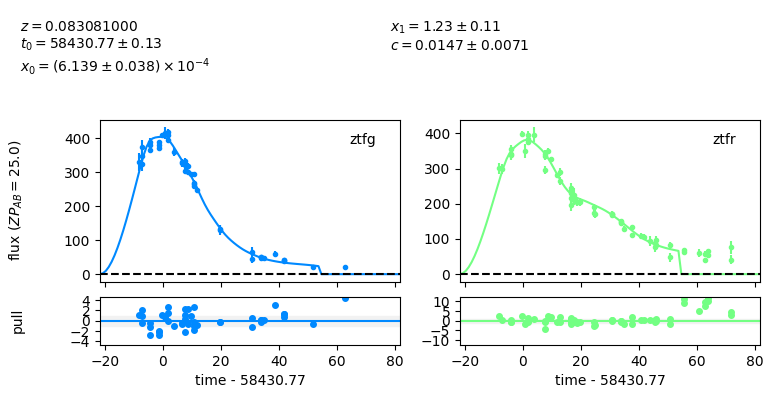 z = 0.083081000
t₀ = 58430.77 ± 0.13
x₀ = (6.139 ± 0.038) × 10⁻⁴
x₁ = 1.23 ± 0.11
c = 0.0147 ± 0.0071
flux (ZP_AB = 25.0)
ztfg
400
300
200
100
0
ztfr
400
300
200
100
0
pull
4
2
0
−2
−4
−20 0 20 40 60 80
time - 58430.77
10
5
0
−5
−10
−20 0 20 40 60 80
time - 58430.77